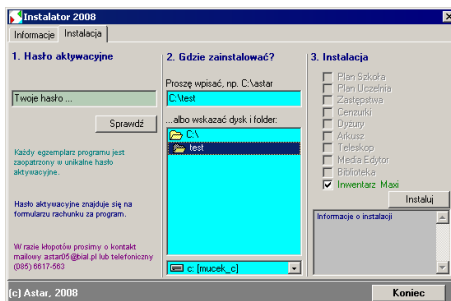 Instalator 2008
Informacje Instalacja
1. Hasło aktywacyjne
Twoje hasło ...
Sprawdź
Każdy egzemplarz programu jest
zaopatrzony w unikalne hasło
aktywacyjne.
Hasło aktywacyjne znajduje się na
formularzu rachunku za program.
W razie kłopotów prosimy o kontakt
mailowy astar05@bial.pl lub telefoniczny
(085) 6617-563
2. Gdzie zainstalować?
Proszę wpisać, np. C:\astar
C:\test
...albo wskazać dysk i folder:
C:\
test
c: [mucek_c]
3. Instalacja
Plan Szkoła
Plan Uczelnia
Zastępstwa
Cenzurki
Dyżury
Arkusz
Teleskop
Media Edytor
Biblioteka
Inwentarz Maxi
Instaluj
Informacje o instalacji
(c) Astar, 2008
Koniec